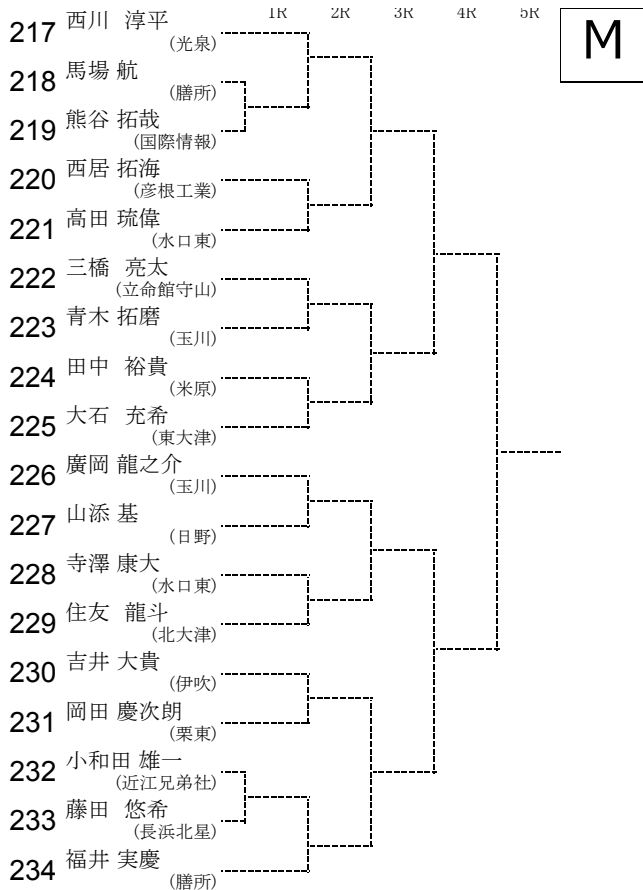 1R 2R 3R 4R 5R
M
217 西川 淳平
(光泉)
218 馬場 航
(膳所)
219 熊谷 拓哉
(国際情報)
220 西居 拓海
(彦根工業)
221 高田 琉偉
(水口東)
222 三橋 亮太
(立命館守山)
223 青木 拓磨
(玉川)
224 田中 裕貴
(米原)
225 大石 充希
(東大津)
226 廣岡 龍之介
(玉川)
227 山添 基
(日野)
228 寺澤 康大
(水口東)
229 住友 龍斗
(北大津)
230 吉井 大貴
(伊吹)
231 岡田 慶次朗
(栗東)
232 小和田 雄一
(近江兄弟社)
233 藤田 悠希
(長浜北星)
234 福井 実慶
(膳所)